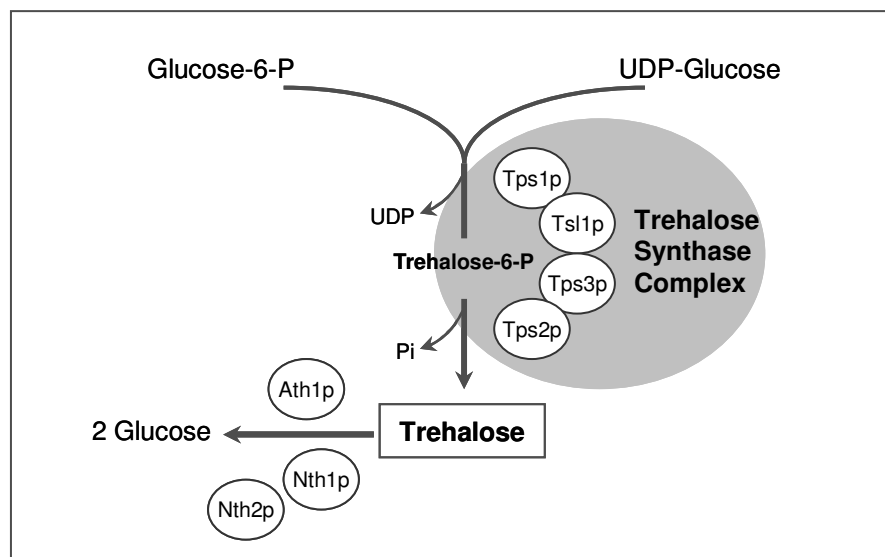 Glucose-6-P
UDP-Glucose
Tps1p
UDP
Tsl1p
Trehalose
Synthase
Complex
Trehalose-6-P
Tps3p
Tps2p
Pi
Ath1p
2 Glucose
Trehalose
Nth1p
Nth2p